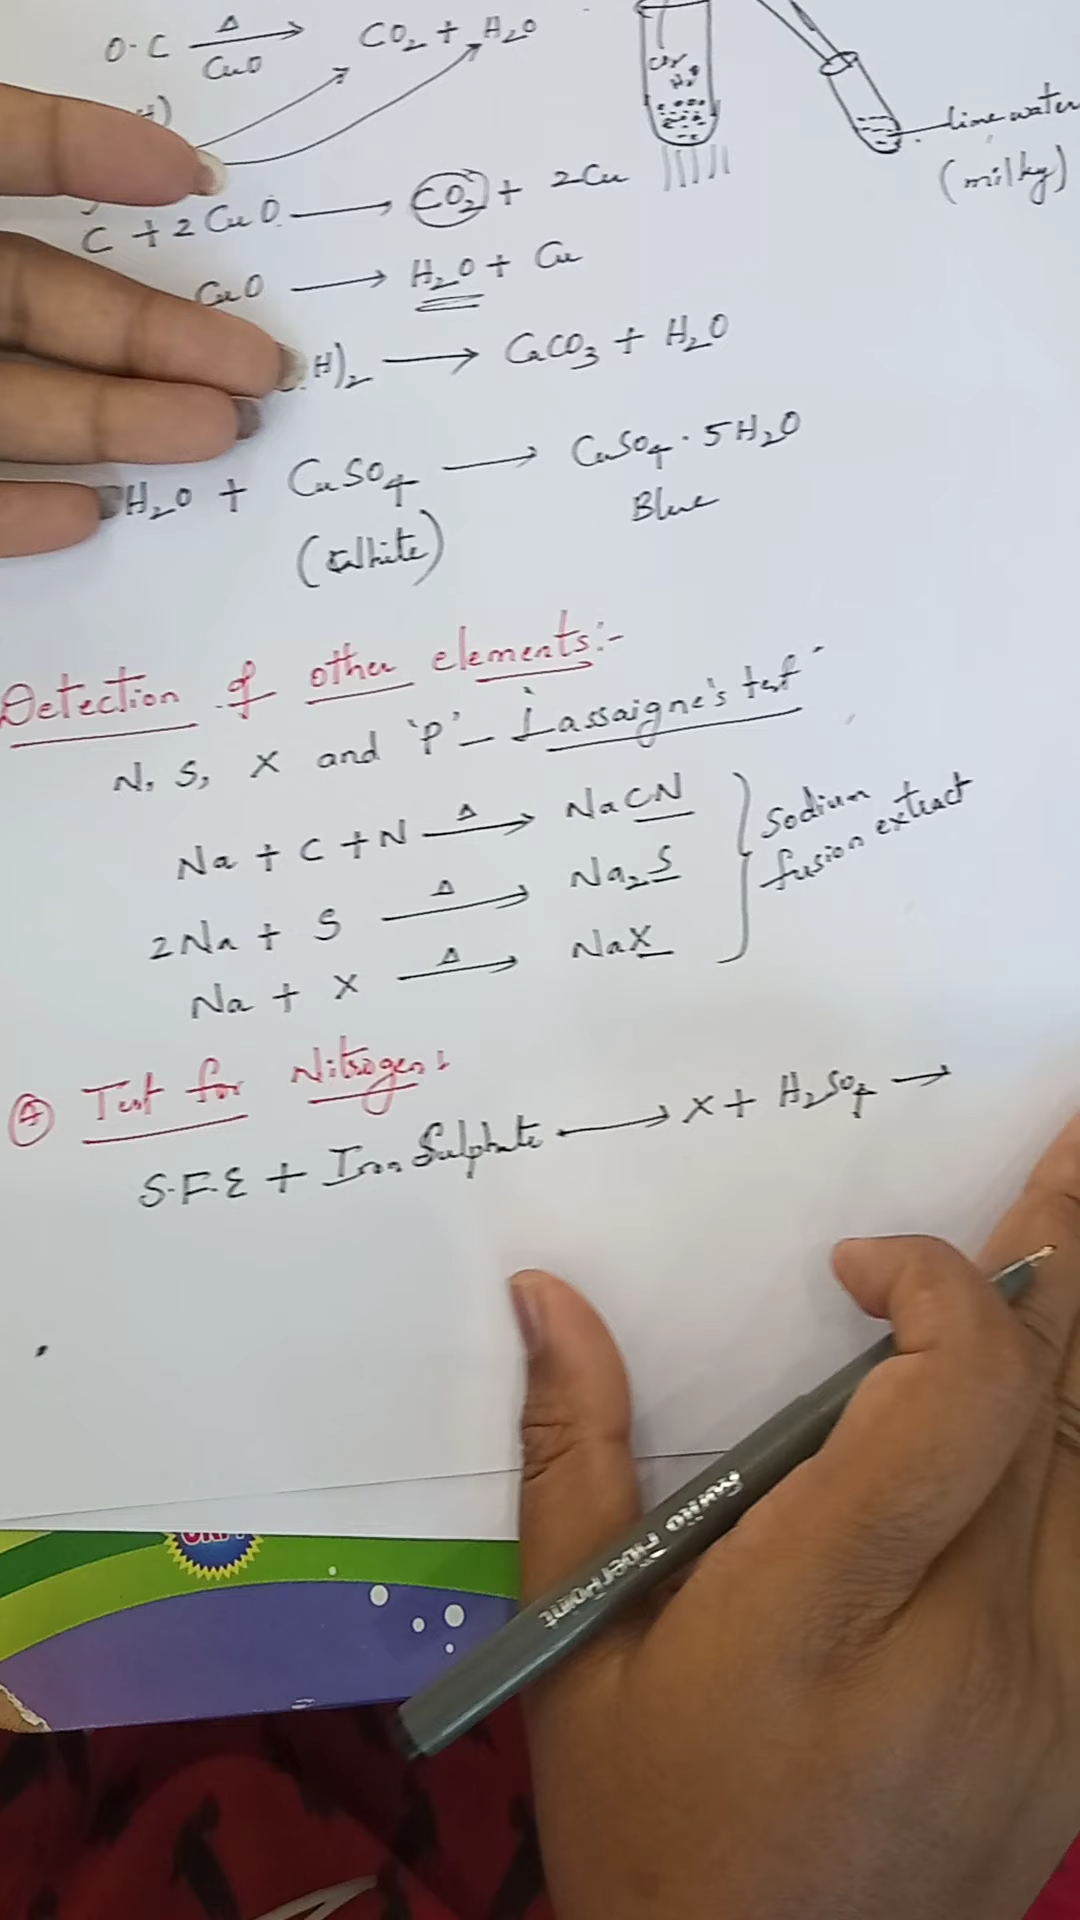 O·C —Δ/CuO→ CO₂ + H₂O
CO₂
H₂O
lime water
(milky)
C + 2CuO → CO₂ + 2Cu
CuO → H₂O + Cu
H)₂ → CaCO₃ + H₂O
H₂O + CuSO₄ → CuSO₄·5H₂O
(White) Blue
Detection of other elements:-
N, S, X and 'P' - Lassaigne's test
Na + C + N —Δ→ NaCN
2Na + S —Δ→ Na₂S
Na + X —Δ→ NaX
Sodium
fusion extract
Test for Nitrogen:
S.F.E + Iron Sulphate → X + H₂SO₄ →
FiberPoint